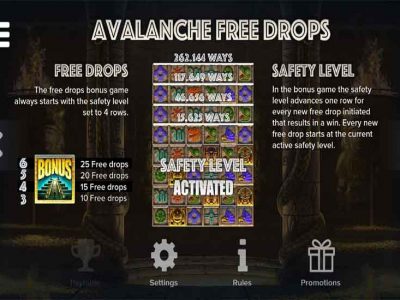 AVALANCHE FREE DROPS
262.144 WAYS
117.649 WAYS
46.656 WAYS
15.625 WAYS
FREE DROPS
The free drops bonus game
always starts with the safety level
set to 4 rows.
6
5
4
3
BONUS
25 Free drops
20 Free drops
15 Free drops
10 Free drops
SAFETY LEVEL
ACTIVATED
SAFETY LEVEL
In the bonus game the safety
level advances one row for
every new free drop initiated
that results in a win. Every new
free drop starts at the current
active safety level.
Paytable
Settings
Rules
Promotions